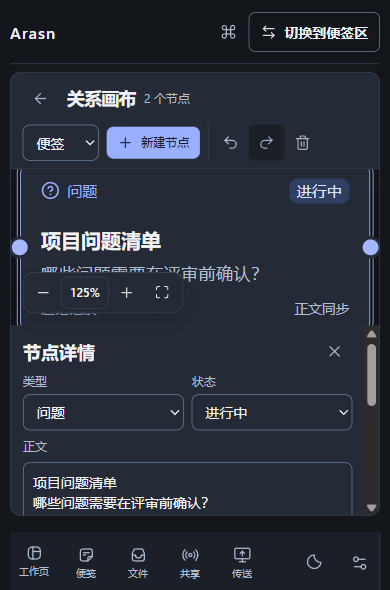 Arasn
⌘ 切换到便签区
关系画布 2 个节点
便签 新建节点
问题 进行中
项目问题清单
哪些问题需要在评审前确认？
125%
正文同步
节点详情
类型 状态
问题 进行中
正文
项目问题清单
哪些问题需要在评审前确认？
工作页 便签 文件 共享 传送